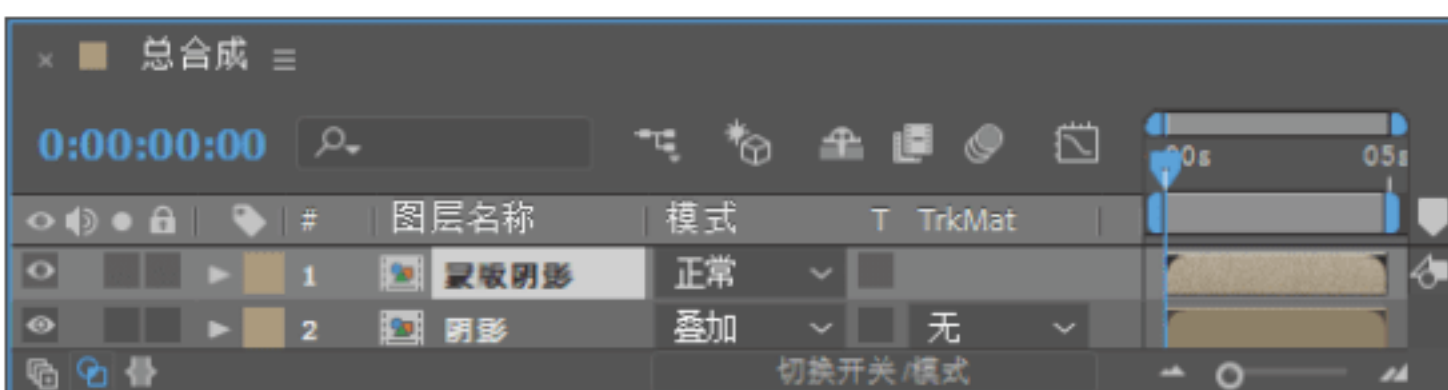 总合成
0:00:00:00 00s 05s
# 图层名称 模式 T TrkMat
1 蒙版阴影 正常
2 阴影 叠加 无
切换开关/模式